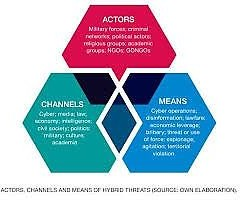 ACTORS
Military forces; criminal
networks; political actors;
religious groups; academic
groups; NGOs; GONGOs
CHANNELS
Cyber; media; law;
economy; intelligence;
civil society; politics;
military; culture;
academia
MEANS
Cyber operations;
disinformation; lawfare;
economic leverage;
bribery; threat or use
of force; espionage;
agitation; territorial
violation
ACTORS, CHANNELS AND MEANS OF HYBRID THREATS (SOURCE: OWN ELABORATION).